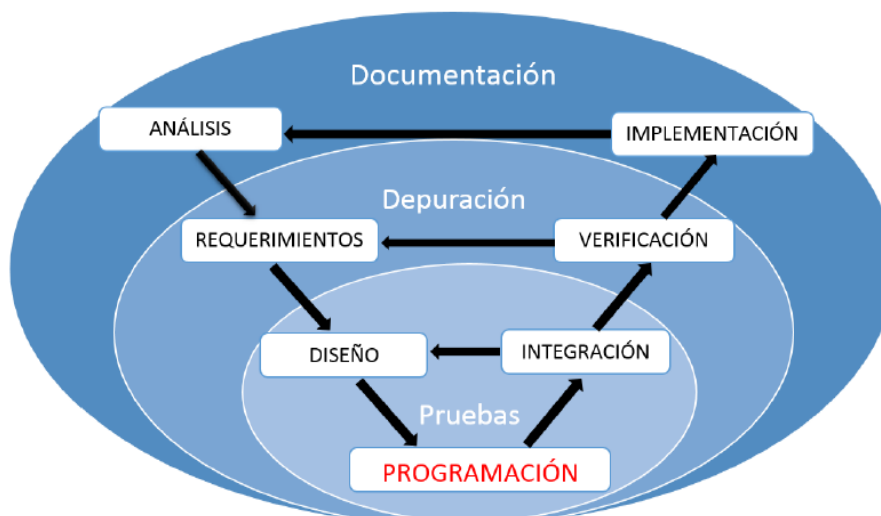 Documentación
ANÁLISIS
IMPLEMENTACIÓN
Depuración
REQUERIMIENTOS
VERIFICACIÓN
DISEÑO
INTEGRACIÓN
Pruebas
PROGRAMACIÓN